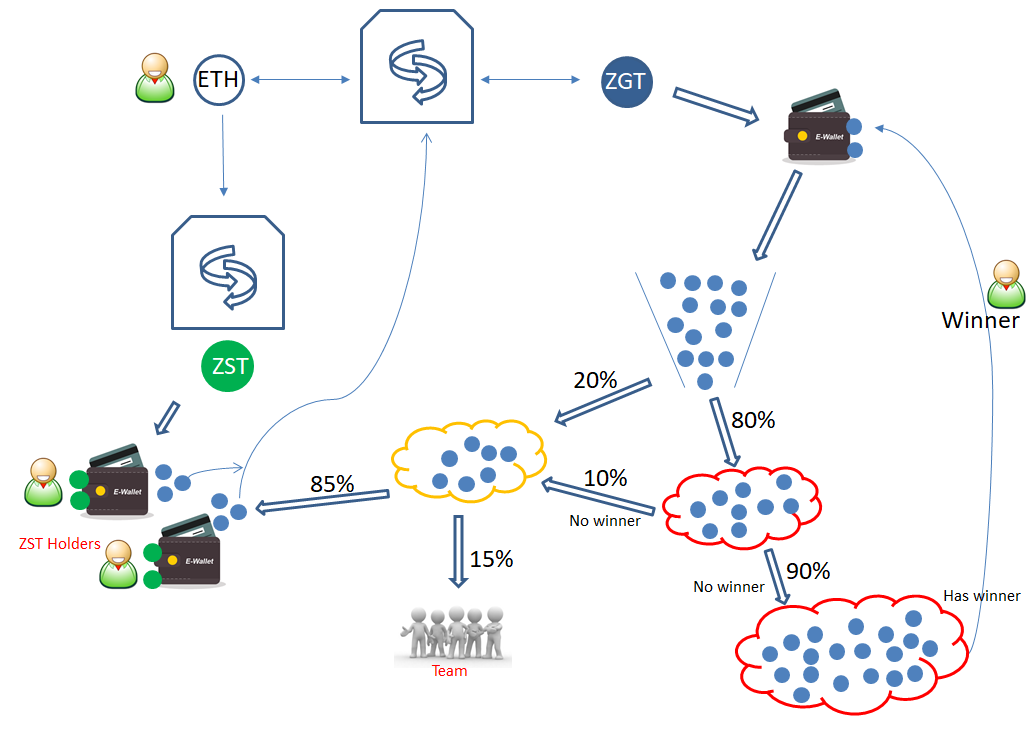 ETH
ZGT
E-Wallet
ZST
Winner
20%
80%
85%
10%
No winner
E-Wallet
ZST Holders
E-Wallet
15%
90%
No winner
Has winner
Team